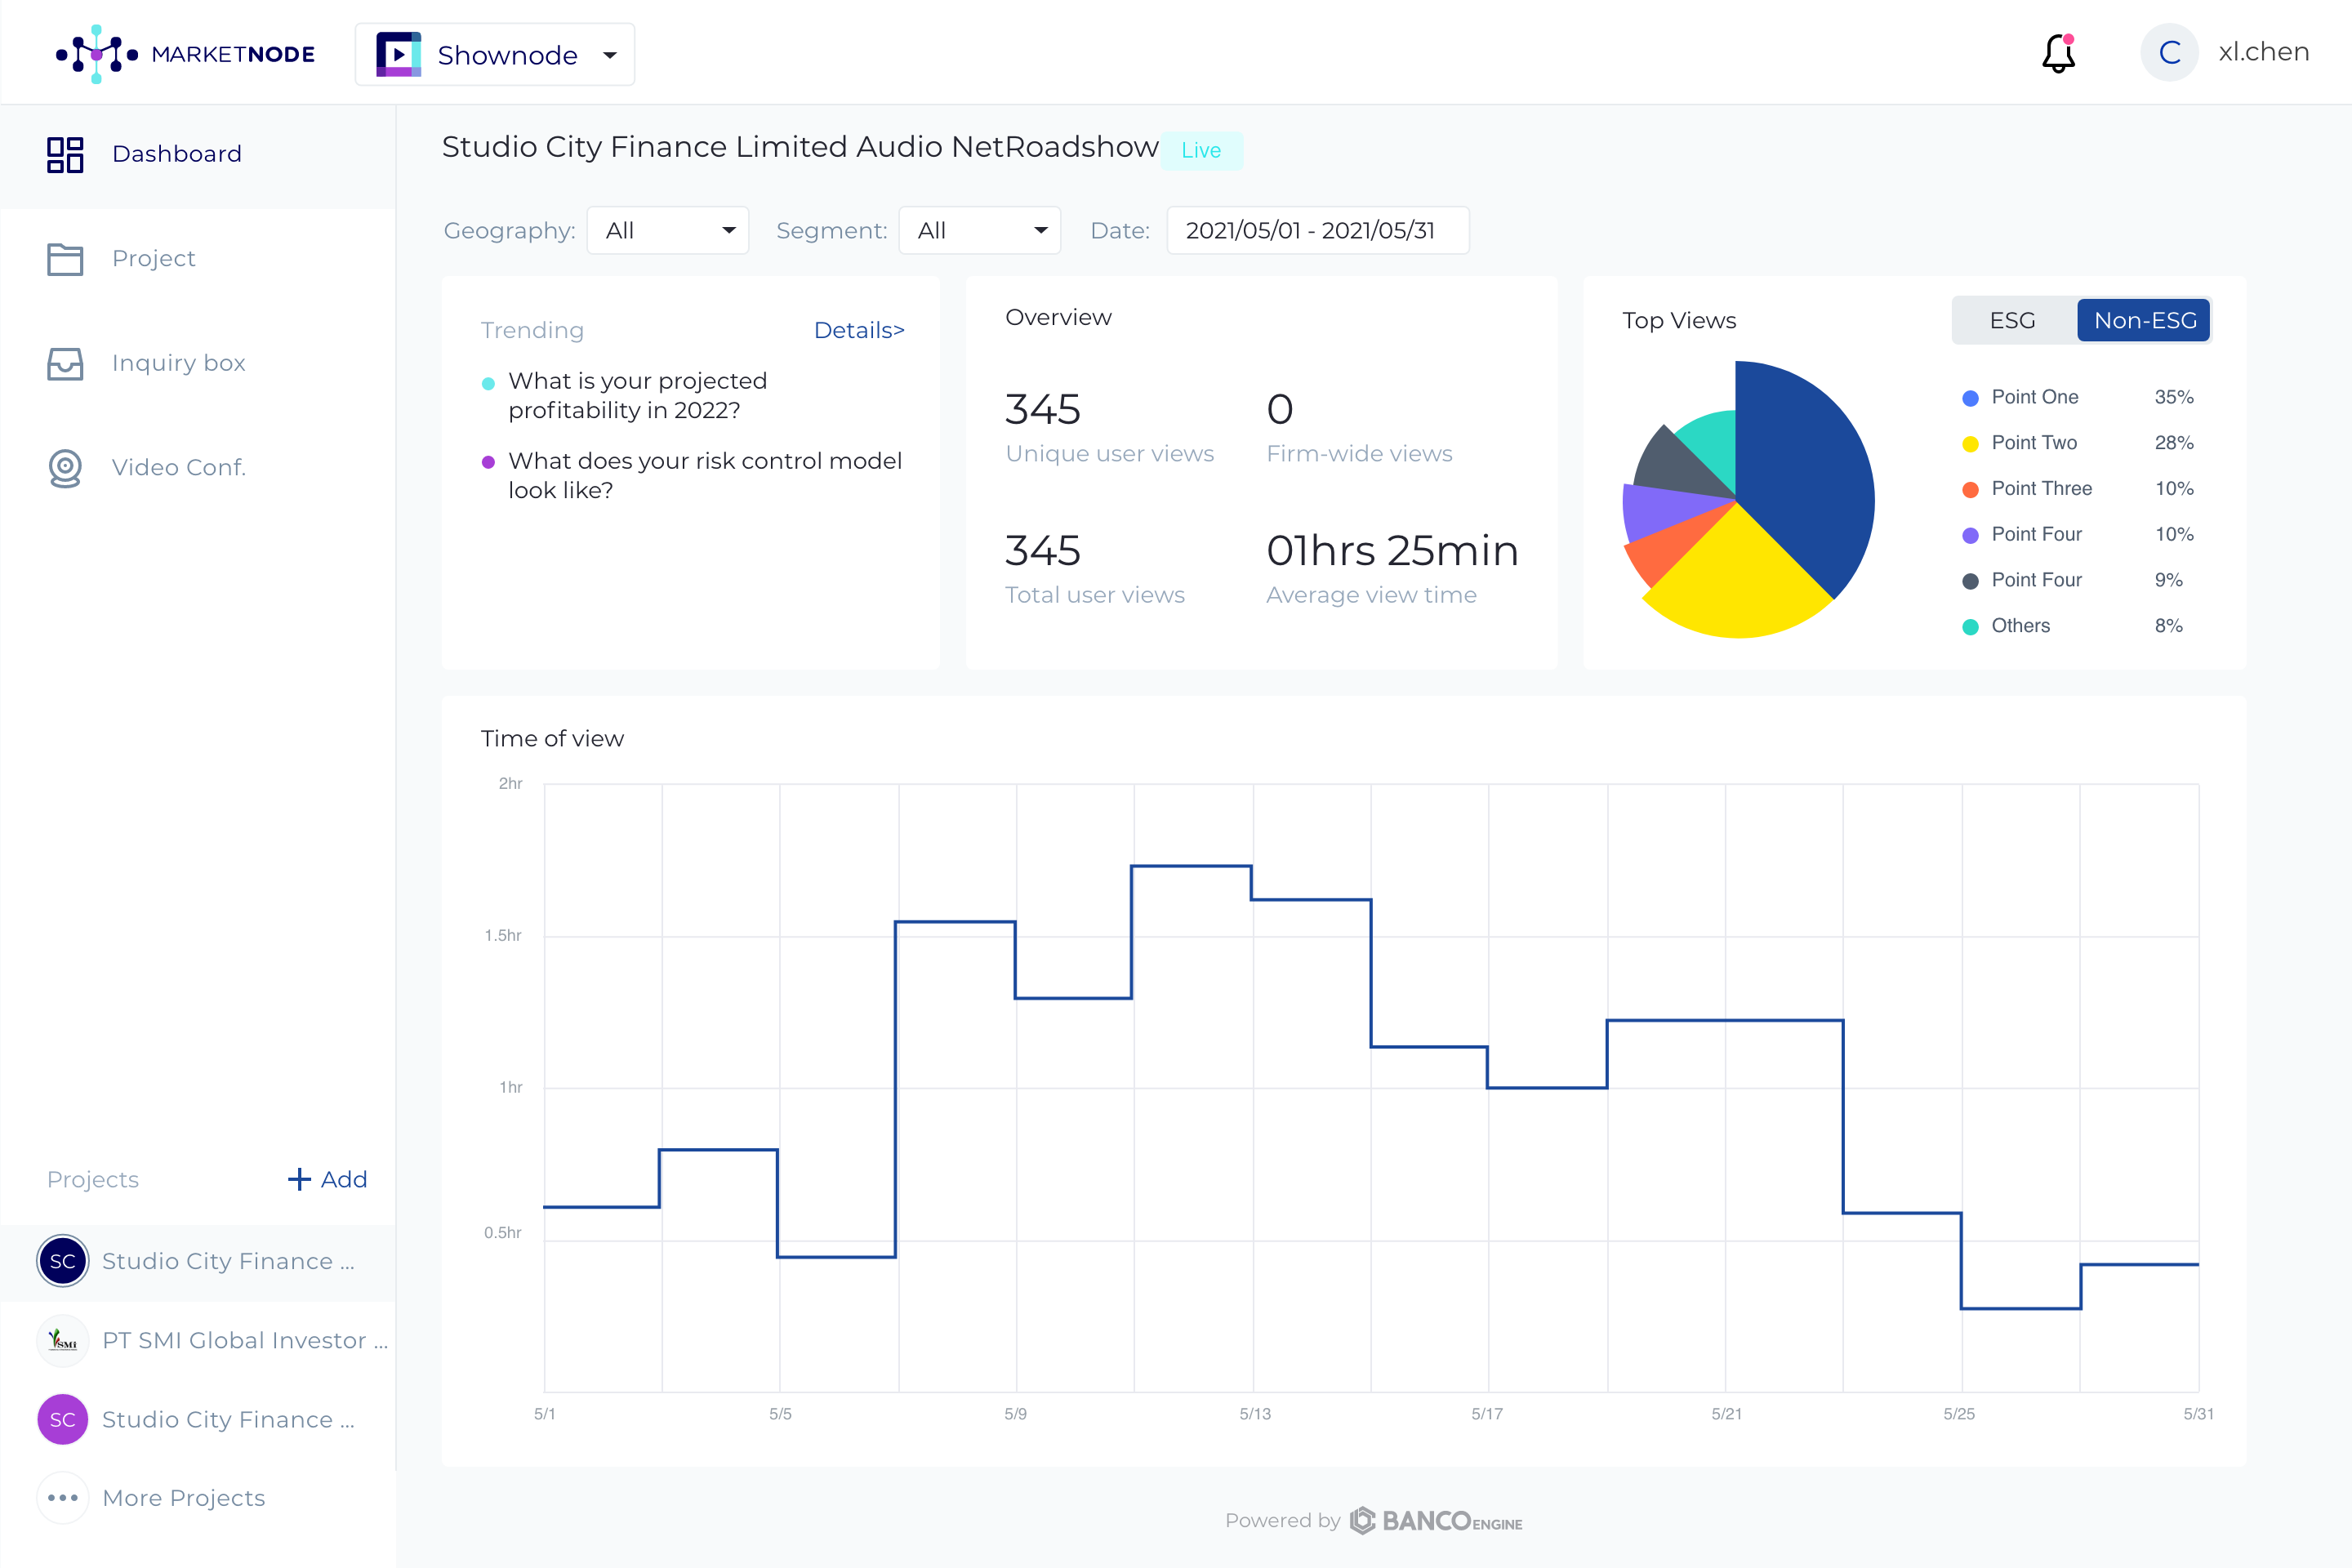 MARKETNODE
Shownode
C
xl.chen
Dashboard
Project
Inquiry box
Video Conf.
Projects
+ Add
SC Studio City Finance ...
SMI PT SMI Global Investor ...
SC Studio City Finance ...
More Projects
Studio City Finance Limited Audio NetRoadshow Live
Geography: All Segment: All Date: 2021/05/01 - 2021/05/31
Trending Details>
What is your projected
profitability in 2022?
What does your risk control model
look like?
Overview
345 0
Unique user views Firm-wide views
345 01hrs 25min
Total user views Average view time
Top Views ESG Non-ESG
Point One 35%
Point Two 28%
Point Three 10%
Point Four 10%
Point Four 9%
Others 8%
Time of view
2hr
1.5hr
1hr
0.5hr
5/1 5/5 5/9 5/13 5/17 5/21 5/25 5/31
Powered by BANCO ENGINE